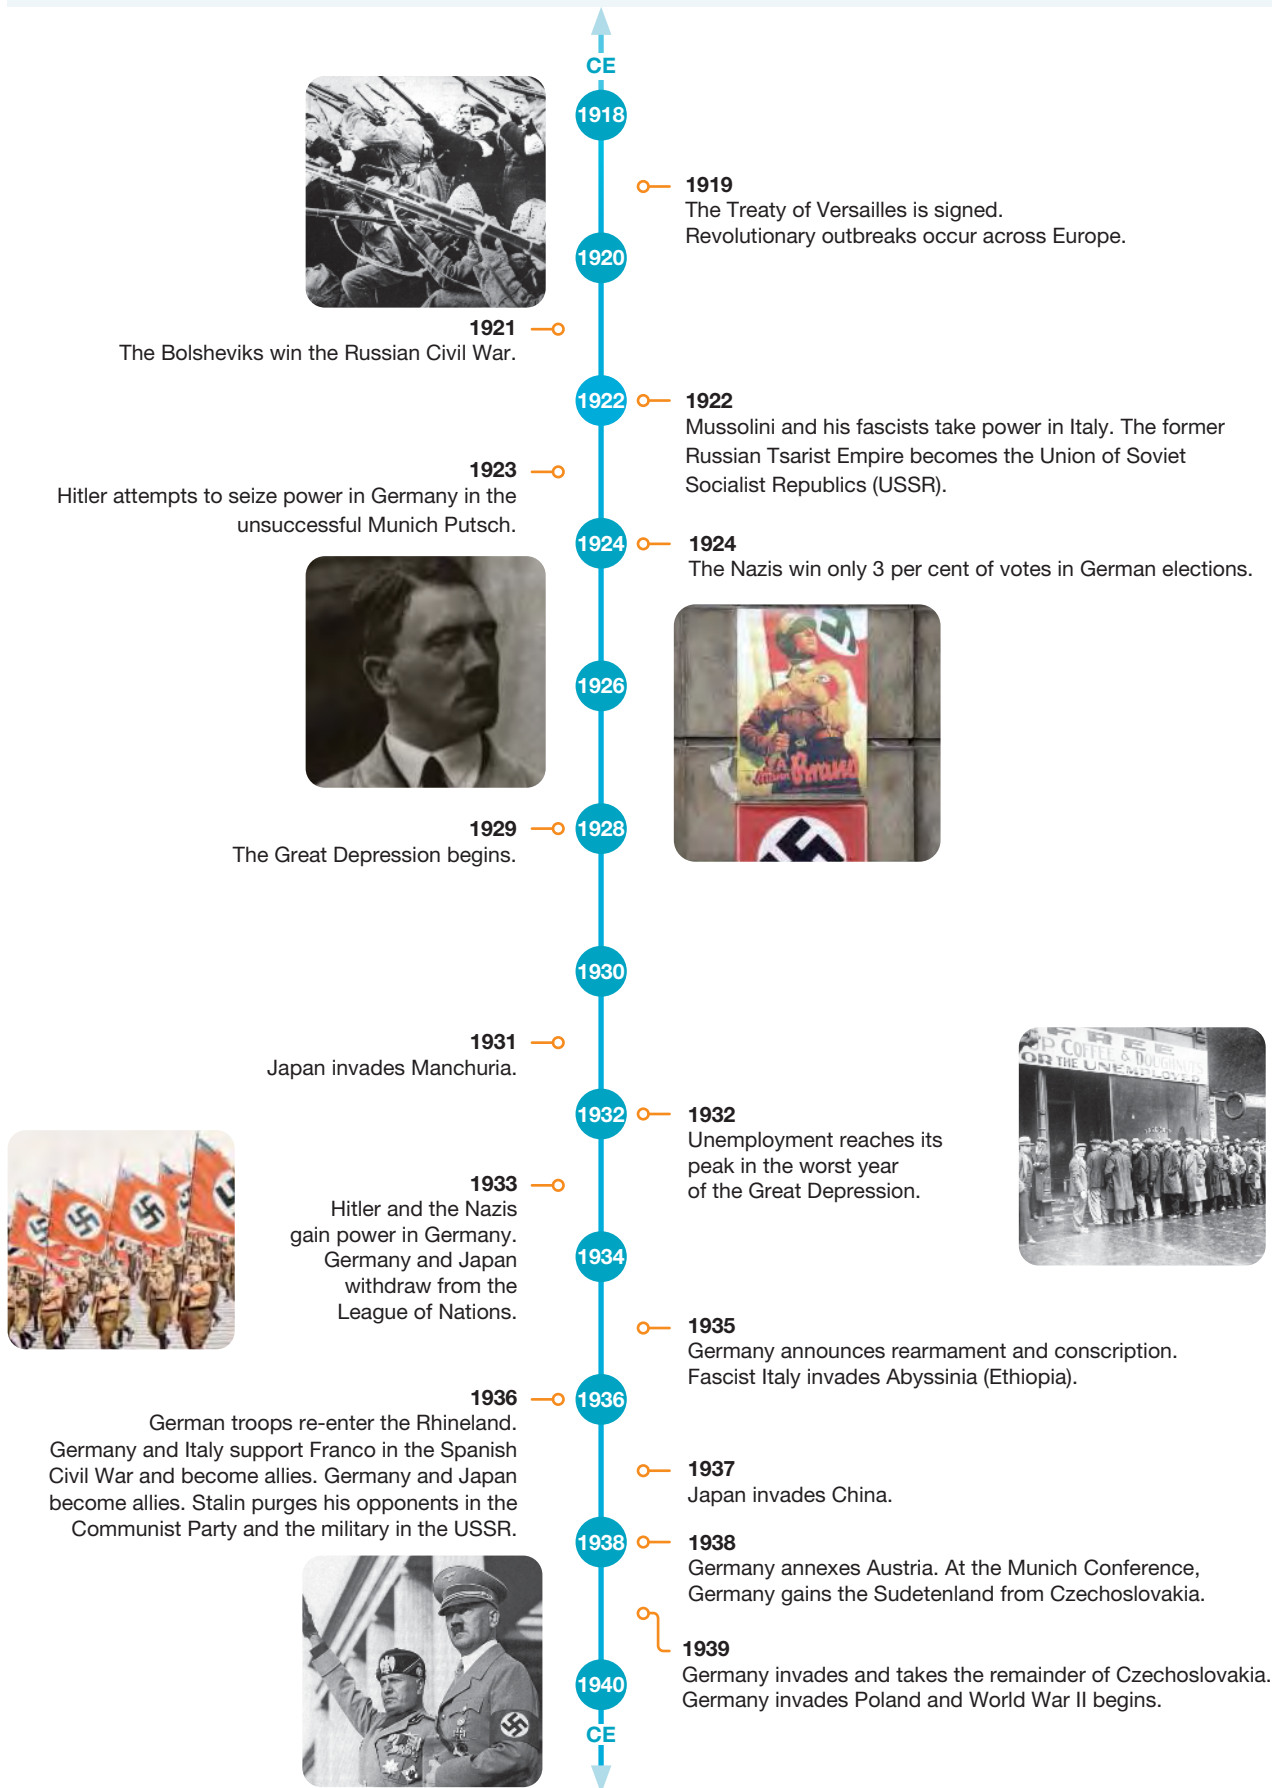 CE
1918
1919
The Treaty of Versailles is signed.
Revolutionary outbreaks occur across Europe.
1920
1921
The Bolsheviks win the Russian Civil War.
1922
1922
Mussolini and his fascists take power in Italy. The former
Russian Tsarist Empire becomes the Union of Soviet
Socialist Republics (USSR).
1923
Hitler attempts to seize power in Germany in the
unsuccessful Munich Putsch.
1924
1924
The Nazis win only 3 per cent of votes in German elections.
1926
1929
The Great Depression begins.
1928
1930
1931
Japan invades Manchuria.
FREE
UP COFFEE & DOUGHNUTS
OR THE UNEMPLOYED
1932
1932
Unemployment reaches its
peak in the worst year
of the Great Depression.
1933
Hitler and the Nazis
gain power in Germany.
Germany and Japan
withdraw from the
League of Nations.
1934
1935
Germany announces rearmament and conscription.
Fascist Italy invades Abyssinia (Ethiopia).
1936
German troops re-enter the Rhineland.
Germany and Italy support Franco in the Spanish
Civil War and become allies. Germany and Japan
become allies. Stalin purges his opponents in the
Communist Party and the military in the USSR.
1936
1937
Japan invades China.
1938
1938
Germany annexes Austria. At the Munich Conference,
Germany gains the Sudetenland from Czechoslovakia.
1939
Germany invades and takes the remainder of Czechoslovakia.
Germany invades Poland and World War II begins.
1940
CE